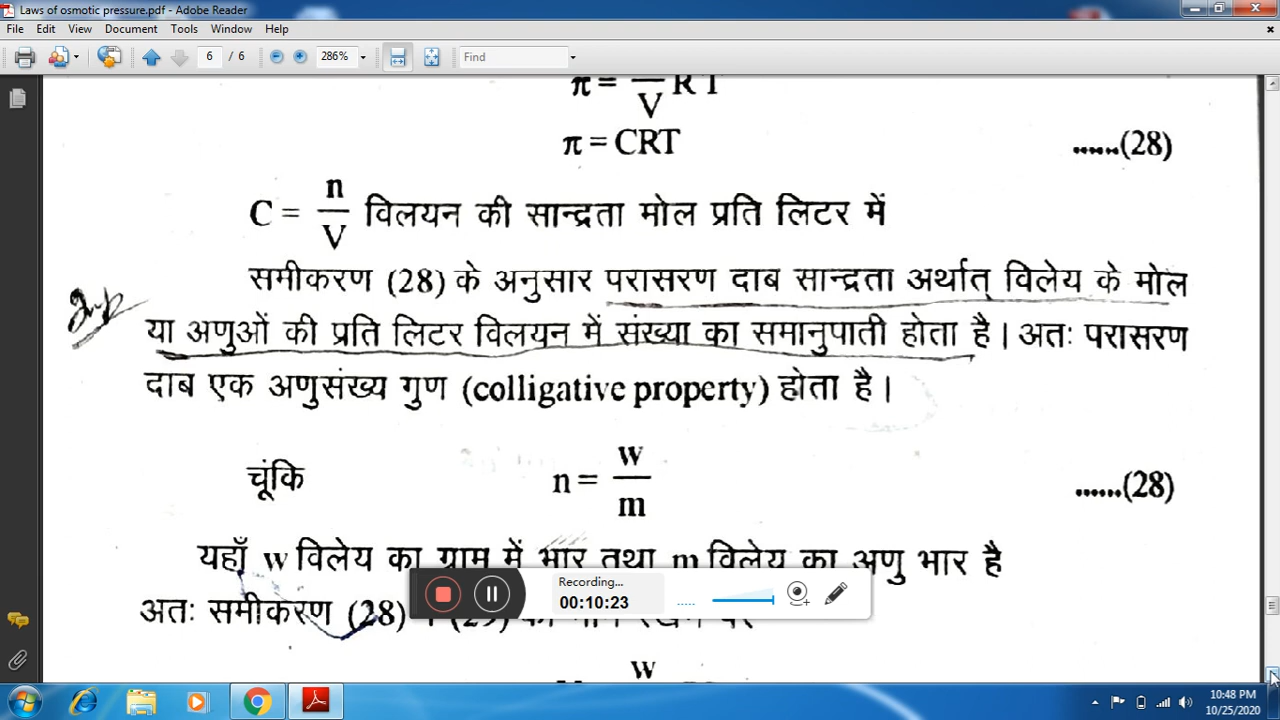 Laws of osmotic pressure.pdf - Adobe Reader
File Edit View Document Tools Window Help
6 / 6 286% Find
π = V R T
π = CRT ......(28)
C = n/V विलयन की सान्द्रता मोल प्रति लिटर में
समीकरण (28) के अनुसार परासरण दाब सान्द्रता अर्थात् विलेय के मोल
Imp
या अणुओं की प्रति लिटर विलयन में संख्या का समानुपाती होता है। अतः परासरण
दाब एक अणुसंख्य गुण (colligative property) होता है।
चूंकि n = w/m ......(28)
यहाँ w विलेय का ग्राम में भार तथा m विलेय का अणु भार है
अतः समीकरण (28)
Recording...
00:10:23
w
10:48 PM
10/25/2020